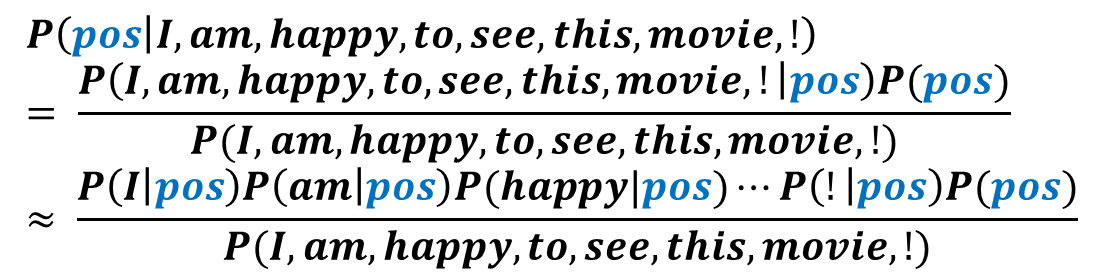 P(pos|I, am, happy, to, see, this, movie, !)
= P(I, am, happy, to, see, this, movie, ! |pos)P(pos)
P(I, am, happy, to, see, this, movie, !)
≈ P(I|pos)P(am|pos)P(happy|pos) ⋯ P(! |pos)P(pos)
P(I, am, happy, to, see, this, movie, !)